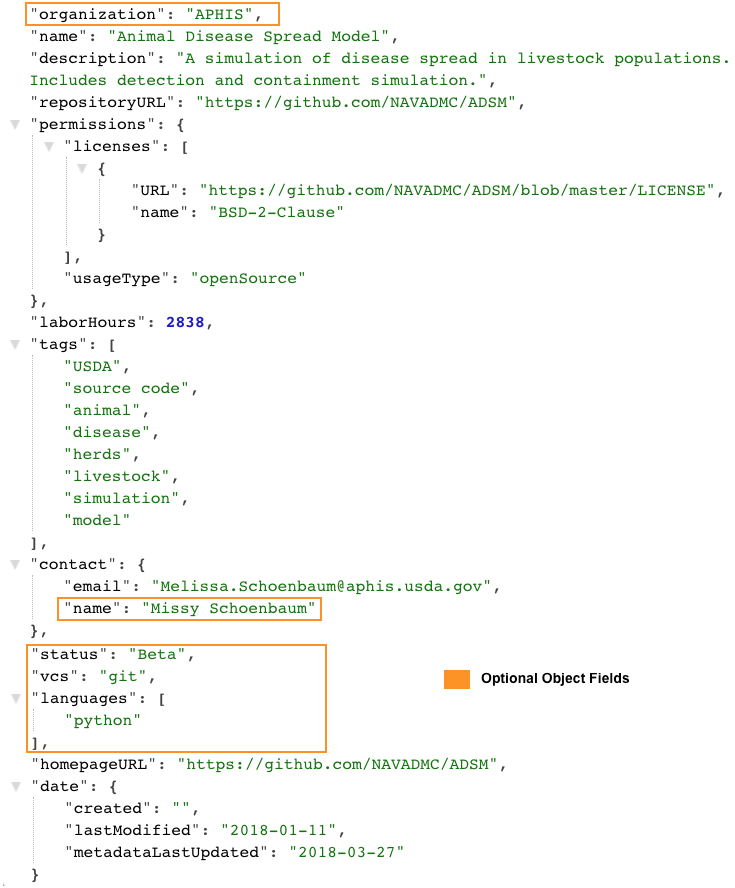 "organization": "APHIS",
"name": "Animal Disease Spread Model",
"description": "A simulation of disease spread in livestock populations.
Includes detection and containment simulation.",
"repositoryURL": "https://github.com/NAVADMC/ADSM",
"permissions": {
"licenses": [
{
"URL": "https://github.com/NAVADMC/ADSM/blob/master/LICENSE",
"name": "BSD-2-Clause"
}
],
"usageType": "openSource"
},
"laborHours": 2838,
"tags": [
"USDA",
"source code",
"animal",
"disease",
"herds",
"livestock",
"simulation",
"model"
],
"contact": {
"email": "Melissa.Schoenbaum@aphis.usda.gov",
"name": "Missy Schoenbaum"
},
"status": "Beta",
"vcs": "git",
Optional Object Fields
"languages": [
"python"
],
"homepageURL": "https://github.com/NAVADMC/ADSM",
"date": {
"created": "",
"lastModified": "2018-01-11",
"metadataLastUpdated": "2018-03-27"
}